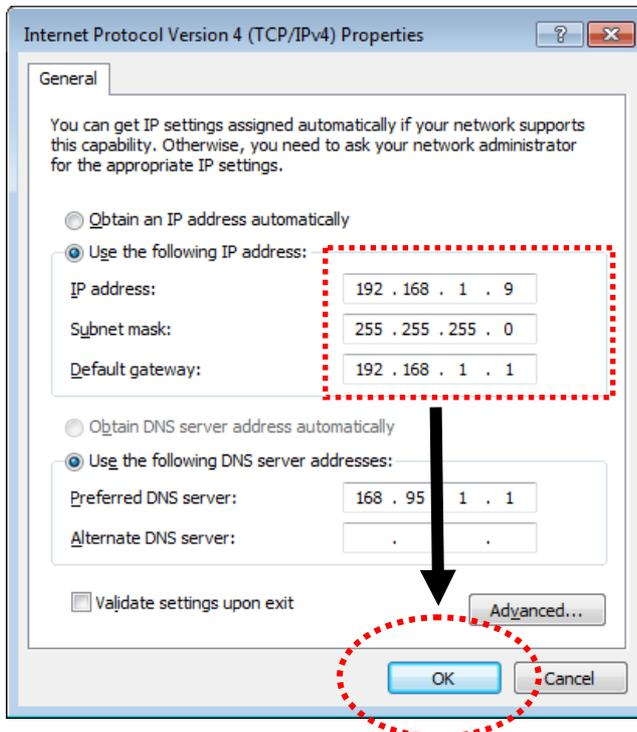 Internet Protocol Version 4 (TCP/IPv4) Properties
General
You can get IP settings assigned automatically if your network supports
this capability. Otherwise, you need to ask your network administrator
for the appropriate IP settings.
Obtain an IP address automatically
Use the following IP address:
IP address: 192 . 168 . 1 . 9
Subnet mask: 255 . 255 . 255 . 0
Default gateway: 192 . 168 . 1 . 1
Obtain DNS server address automatically
Use the following DNS server addresses:
Preferred DNS server: 168 . 95 1 . 1
Alternate DNS server: . .
Validate settings upon exit
Advanced...
OK Cancel